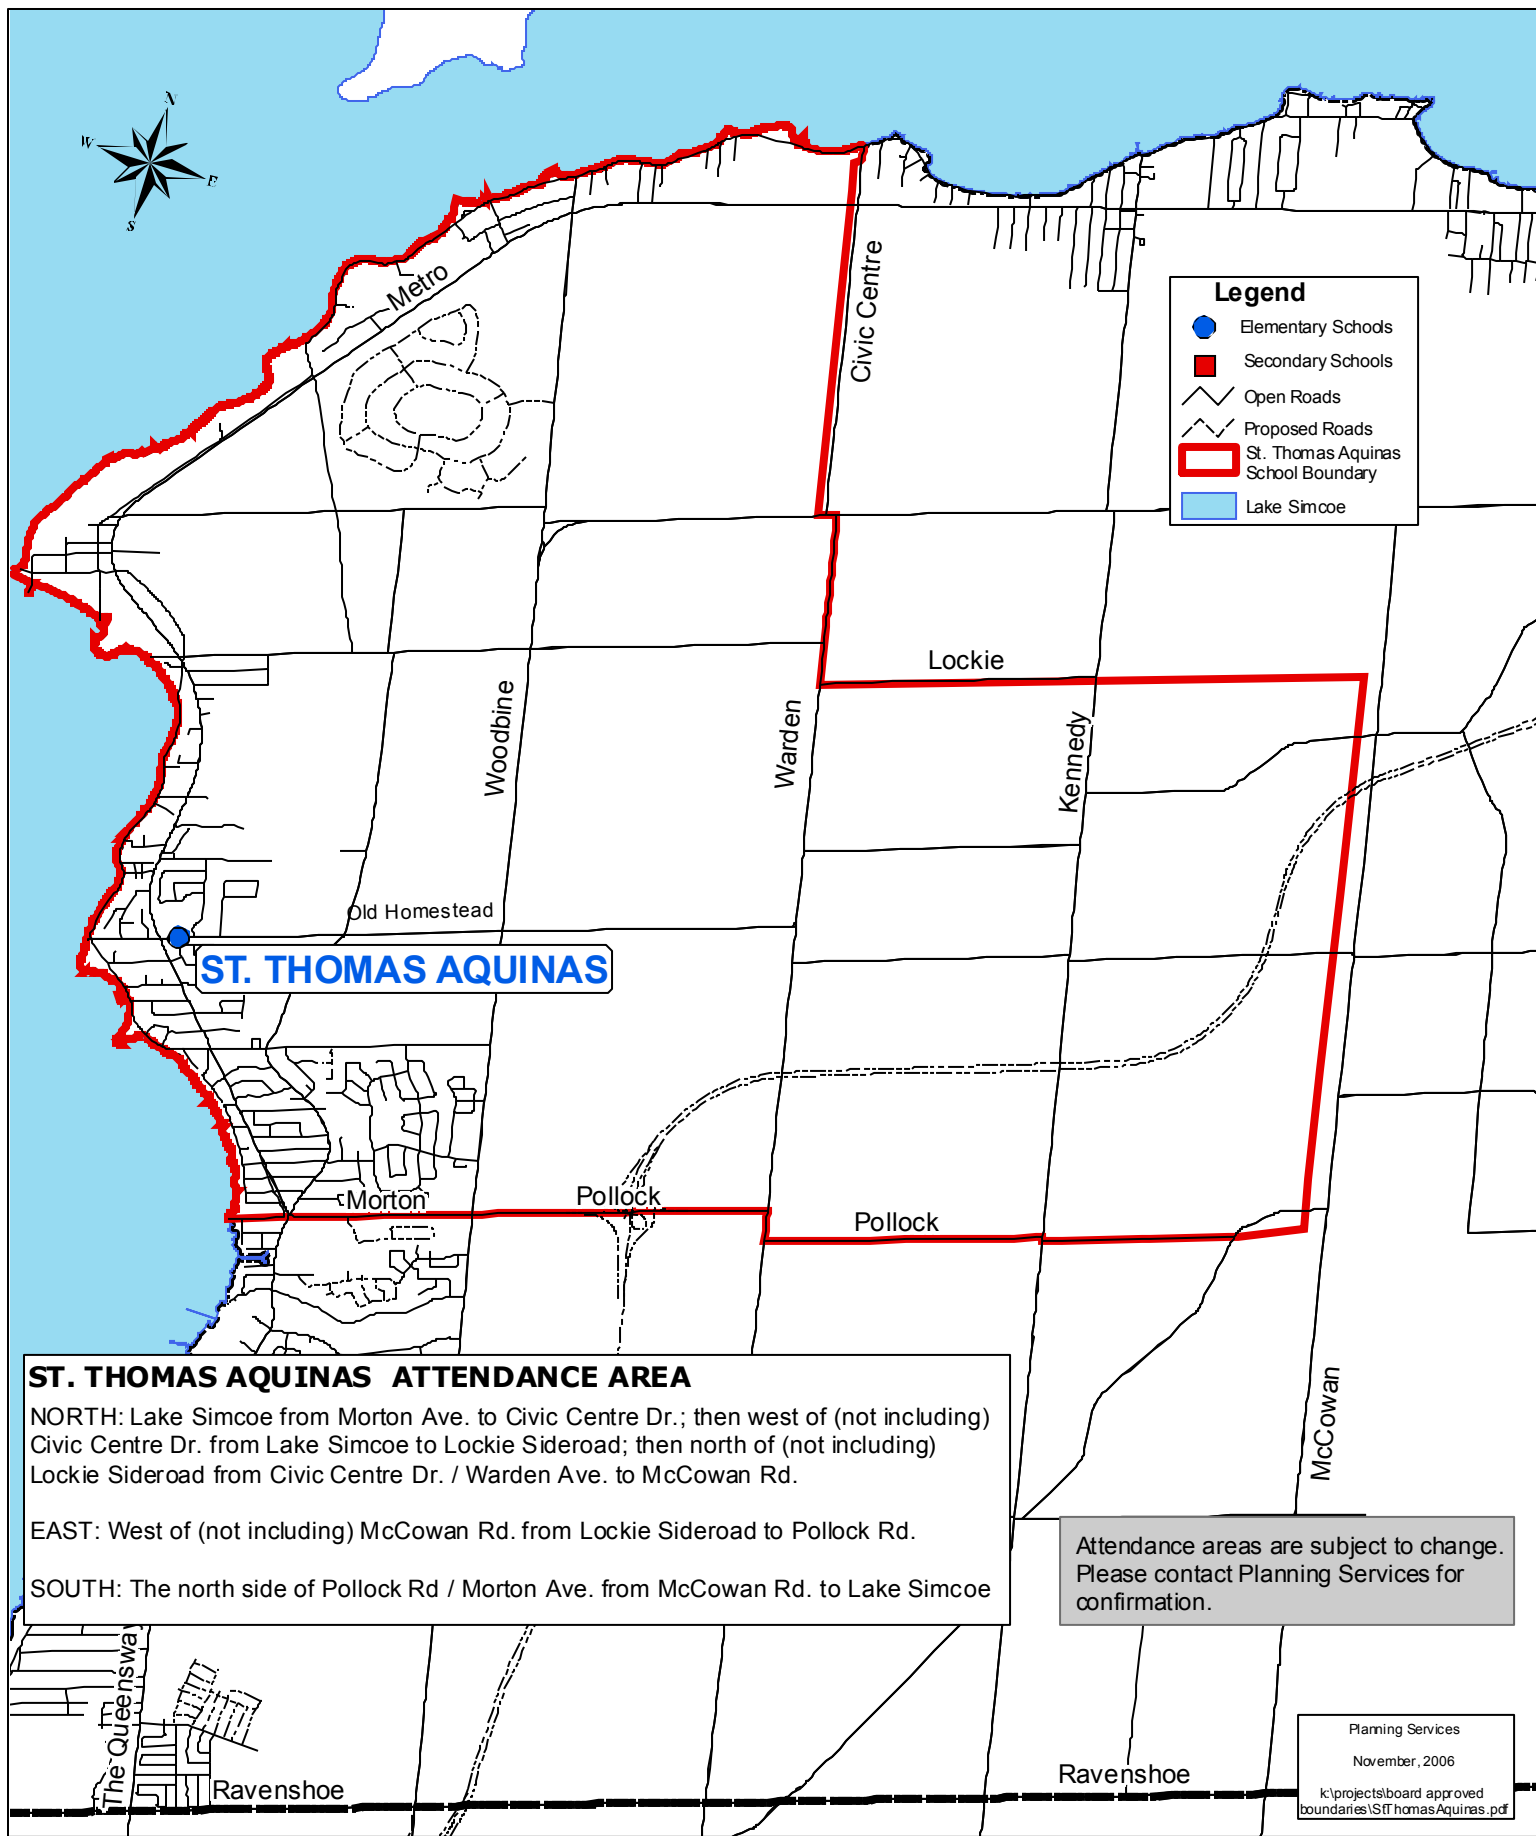 N
W
E
S
Metro
Civic Centre
Legend
Elementary Schools
Secondary Schools
Open Roads
Proposed Roads
St. Thomas Aquinas
School Boundary
Lake Simcoe
Lockie
Woodbine
Warden
Kennedy
Old Homestead
ST. THOMAS AQUINAS
Morton
Pollock
Pollock
McCowan
ST. THOMAS AQUINAS ATTENDANCE AREA
NORTH: Lake Simcoe from Morton Ave. to Civic Centre Dr.; then west of (not including)
Civic Centre Dr. from Lake Simcoe to Lockie Sideroad; then north of (not including)
Lockie Sideroad from Civic Centre Dr. / Warden Ave. to McCowan Rd.
EAST: West of (not including) McCowan Rd. from Lockie Sideroad to Pollock Rd.
SOUTH: The north side of Pollock Rd / Morton Ave. from McCowan Rd. to Lake Simcoe
Attendance areas are subject to change.
Please contact Planning Services for
confirmation.
The Queensway
Ravenshoe
Ravenshoe
Planning Services
November, 2006
k:\projects\board approved
boundaries\StThomasAquinas.pdf